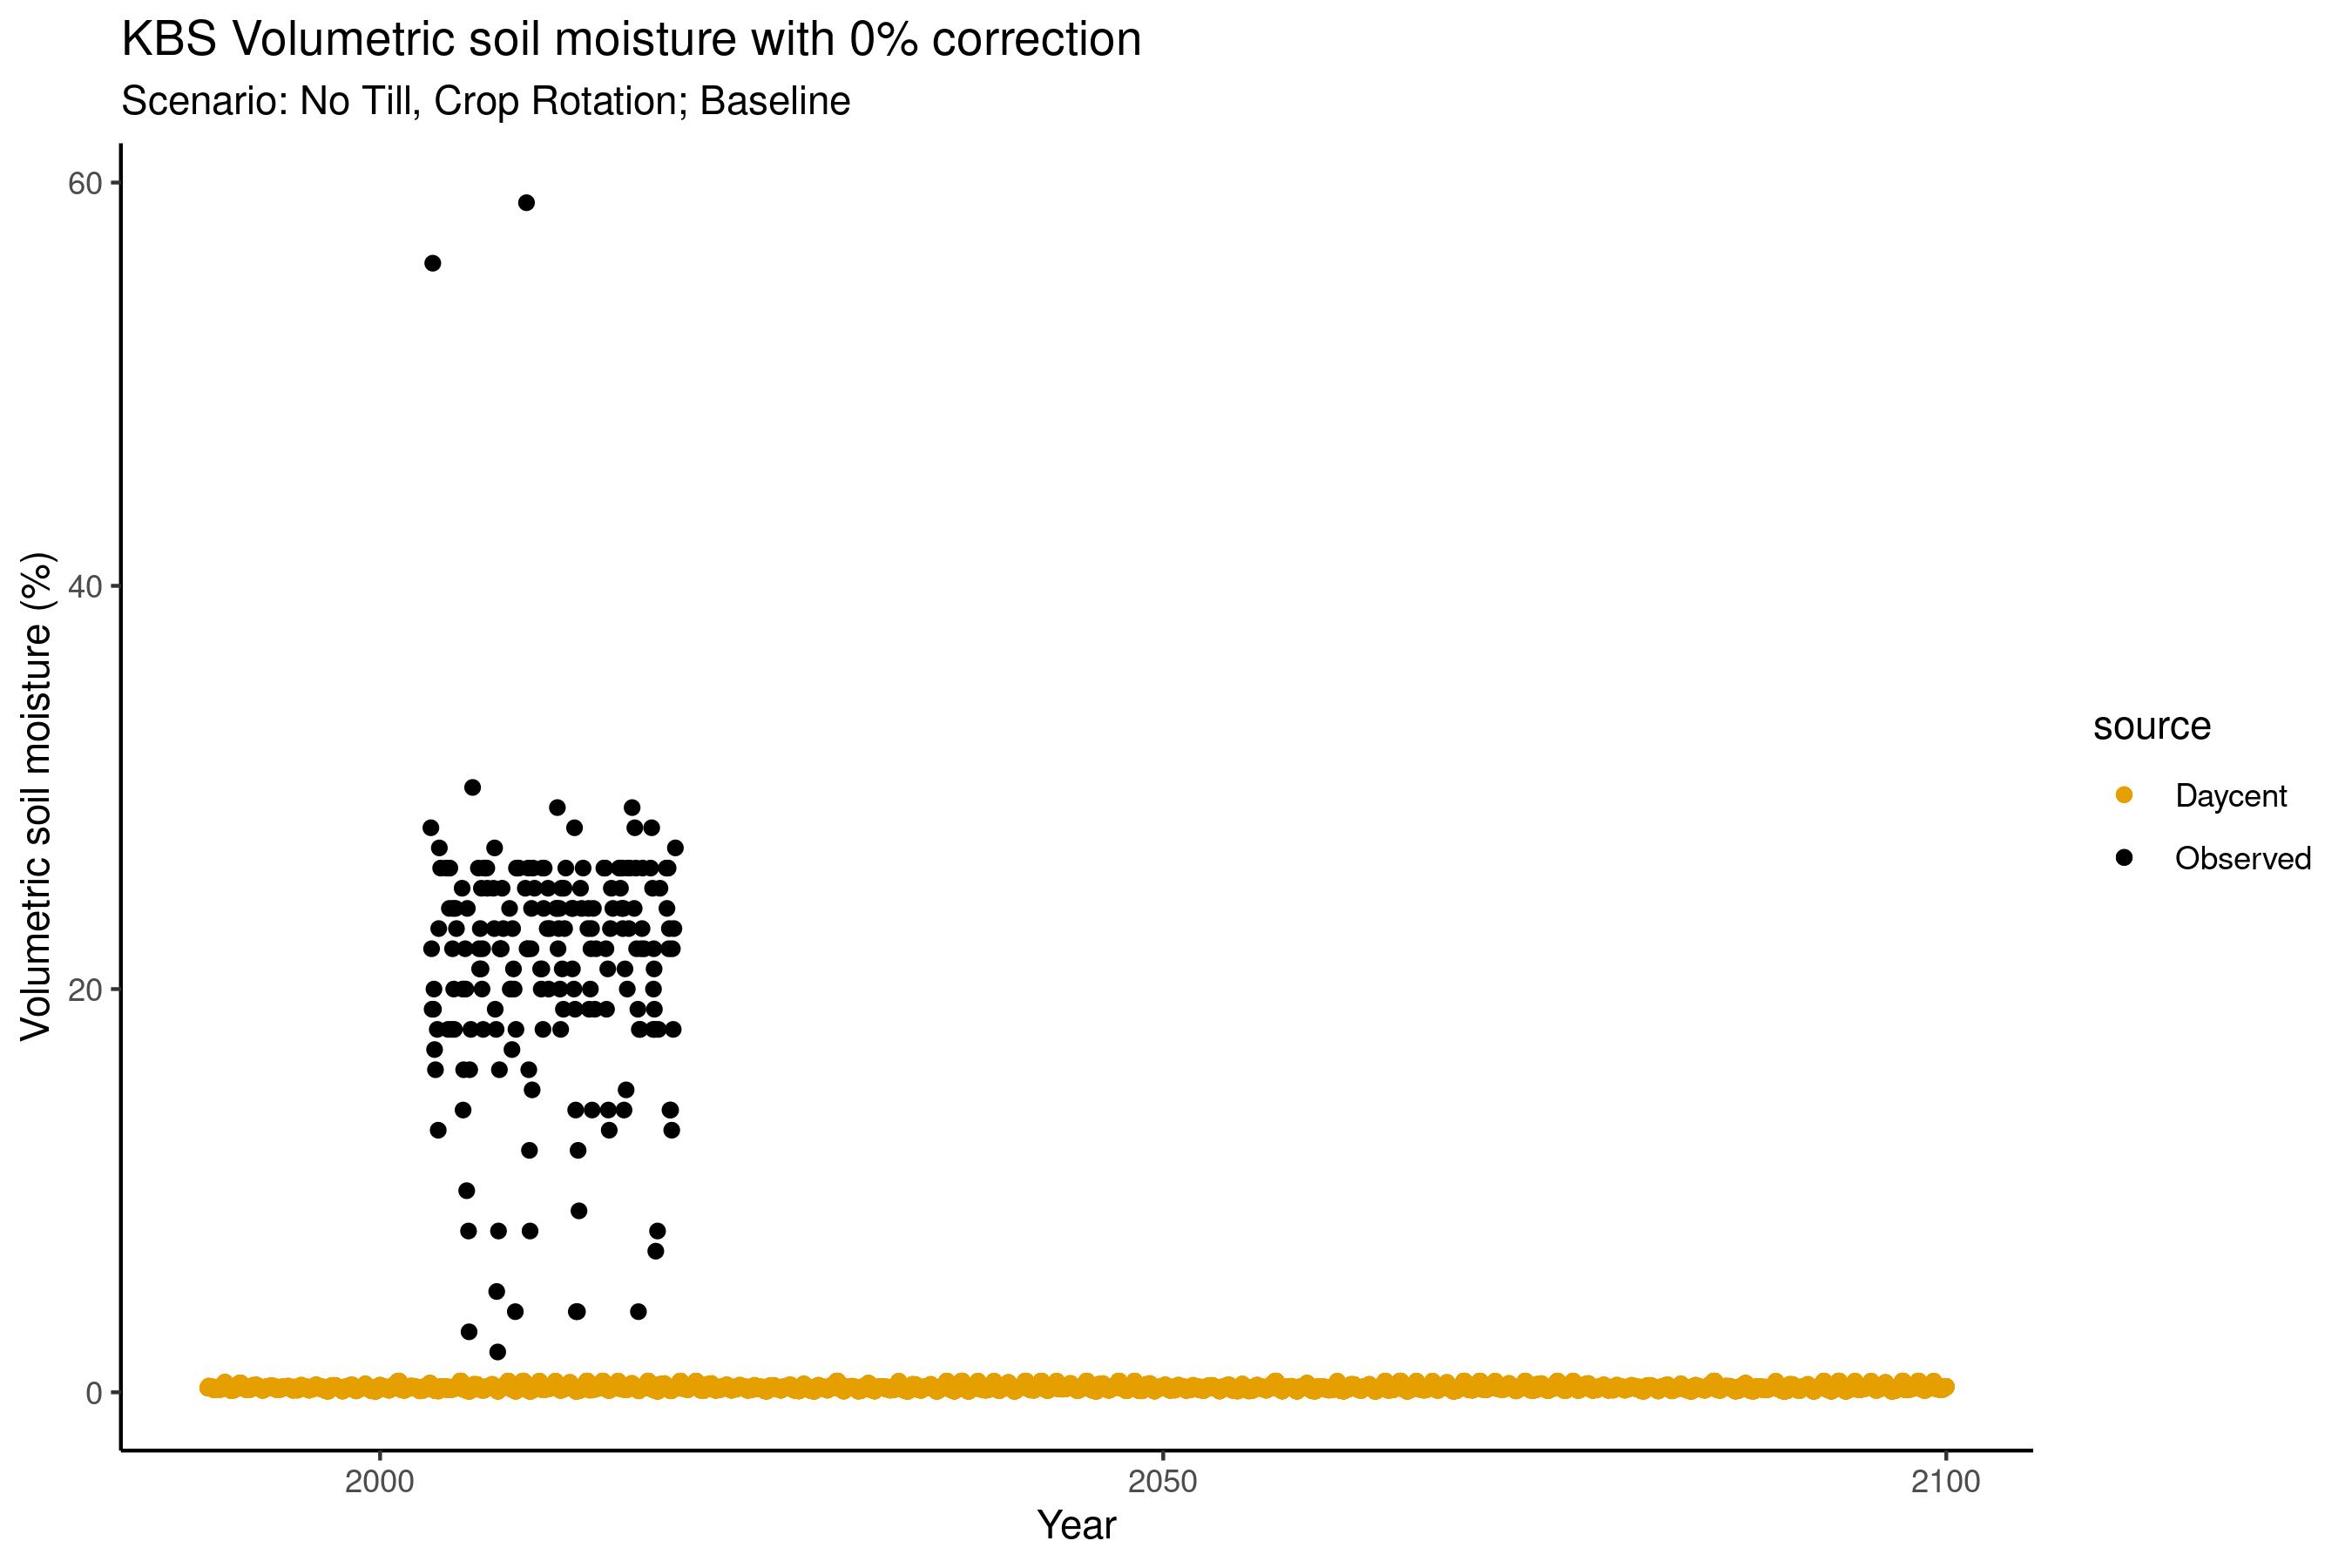 KBS Volumetric soil moisture with 0% correction
Scenario: No Till, Crop Rotation; Baseline
Volumetric soil moisture (%)
60
40
20
0
2000
2050
2100
Year
source
Daycent
Observed